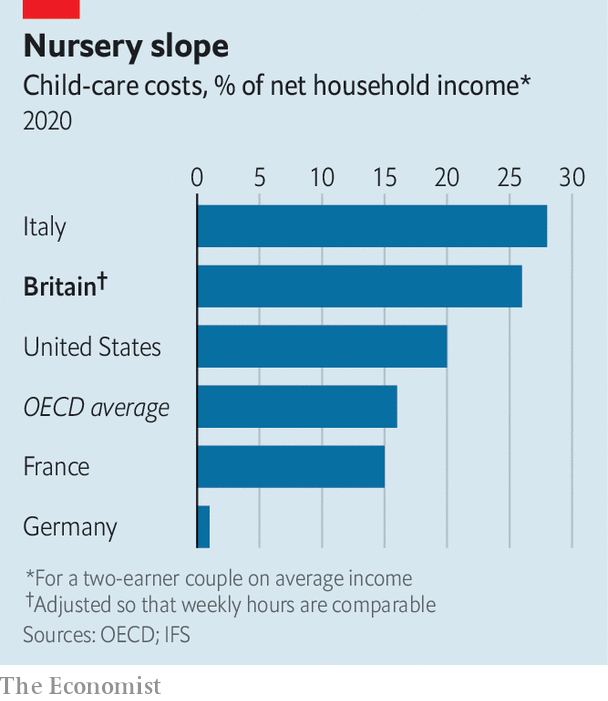 Nursery slope
Child-care costs, % of net household income*
2020
0 5 10 15 20 25 30
Italy
Britain†
United States
OECD average
France
Germany
*For a two-earner couple on average income
†Adjusted so that weekly hours are comparable
Sources: OECD; IFS
The Economist